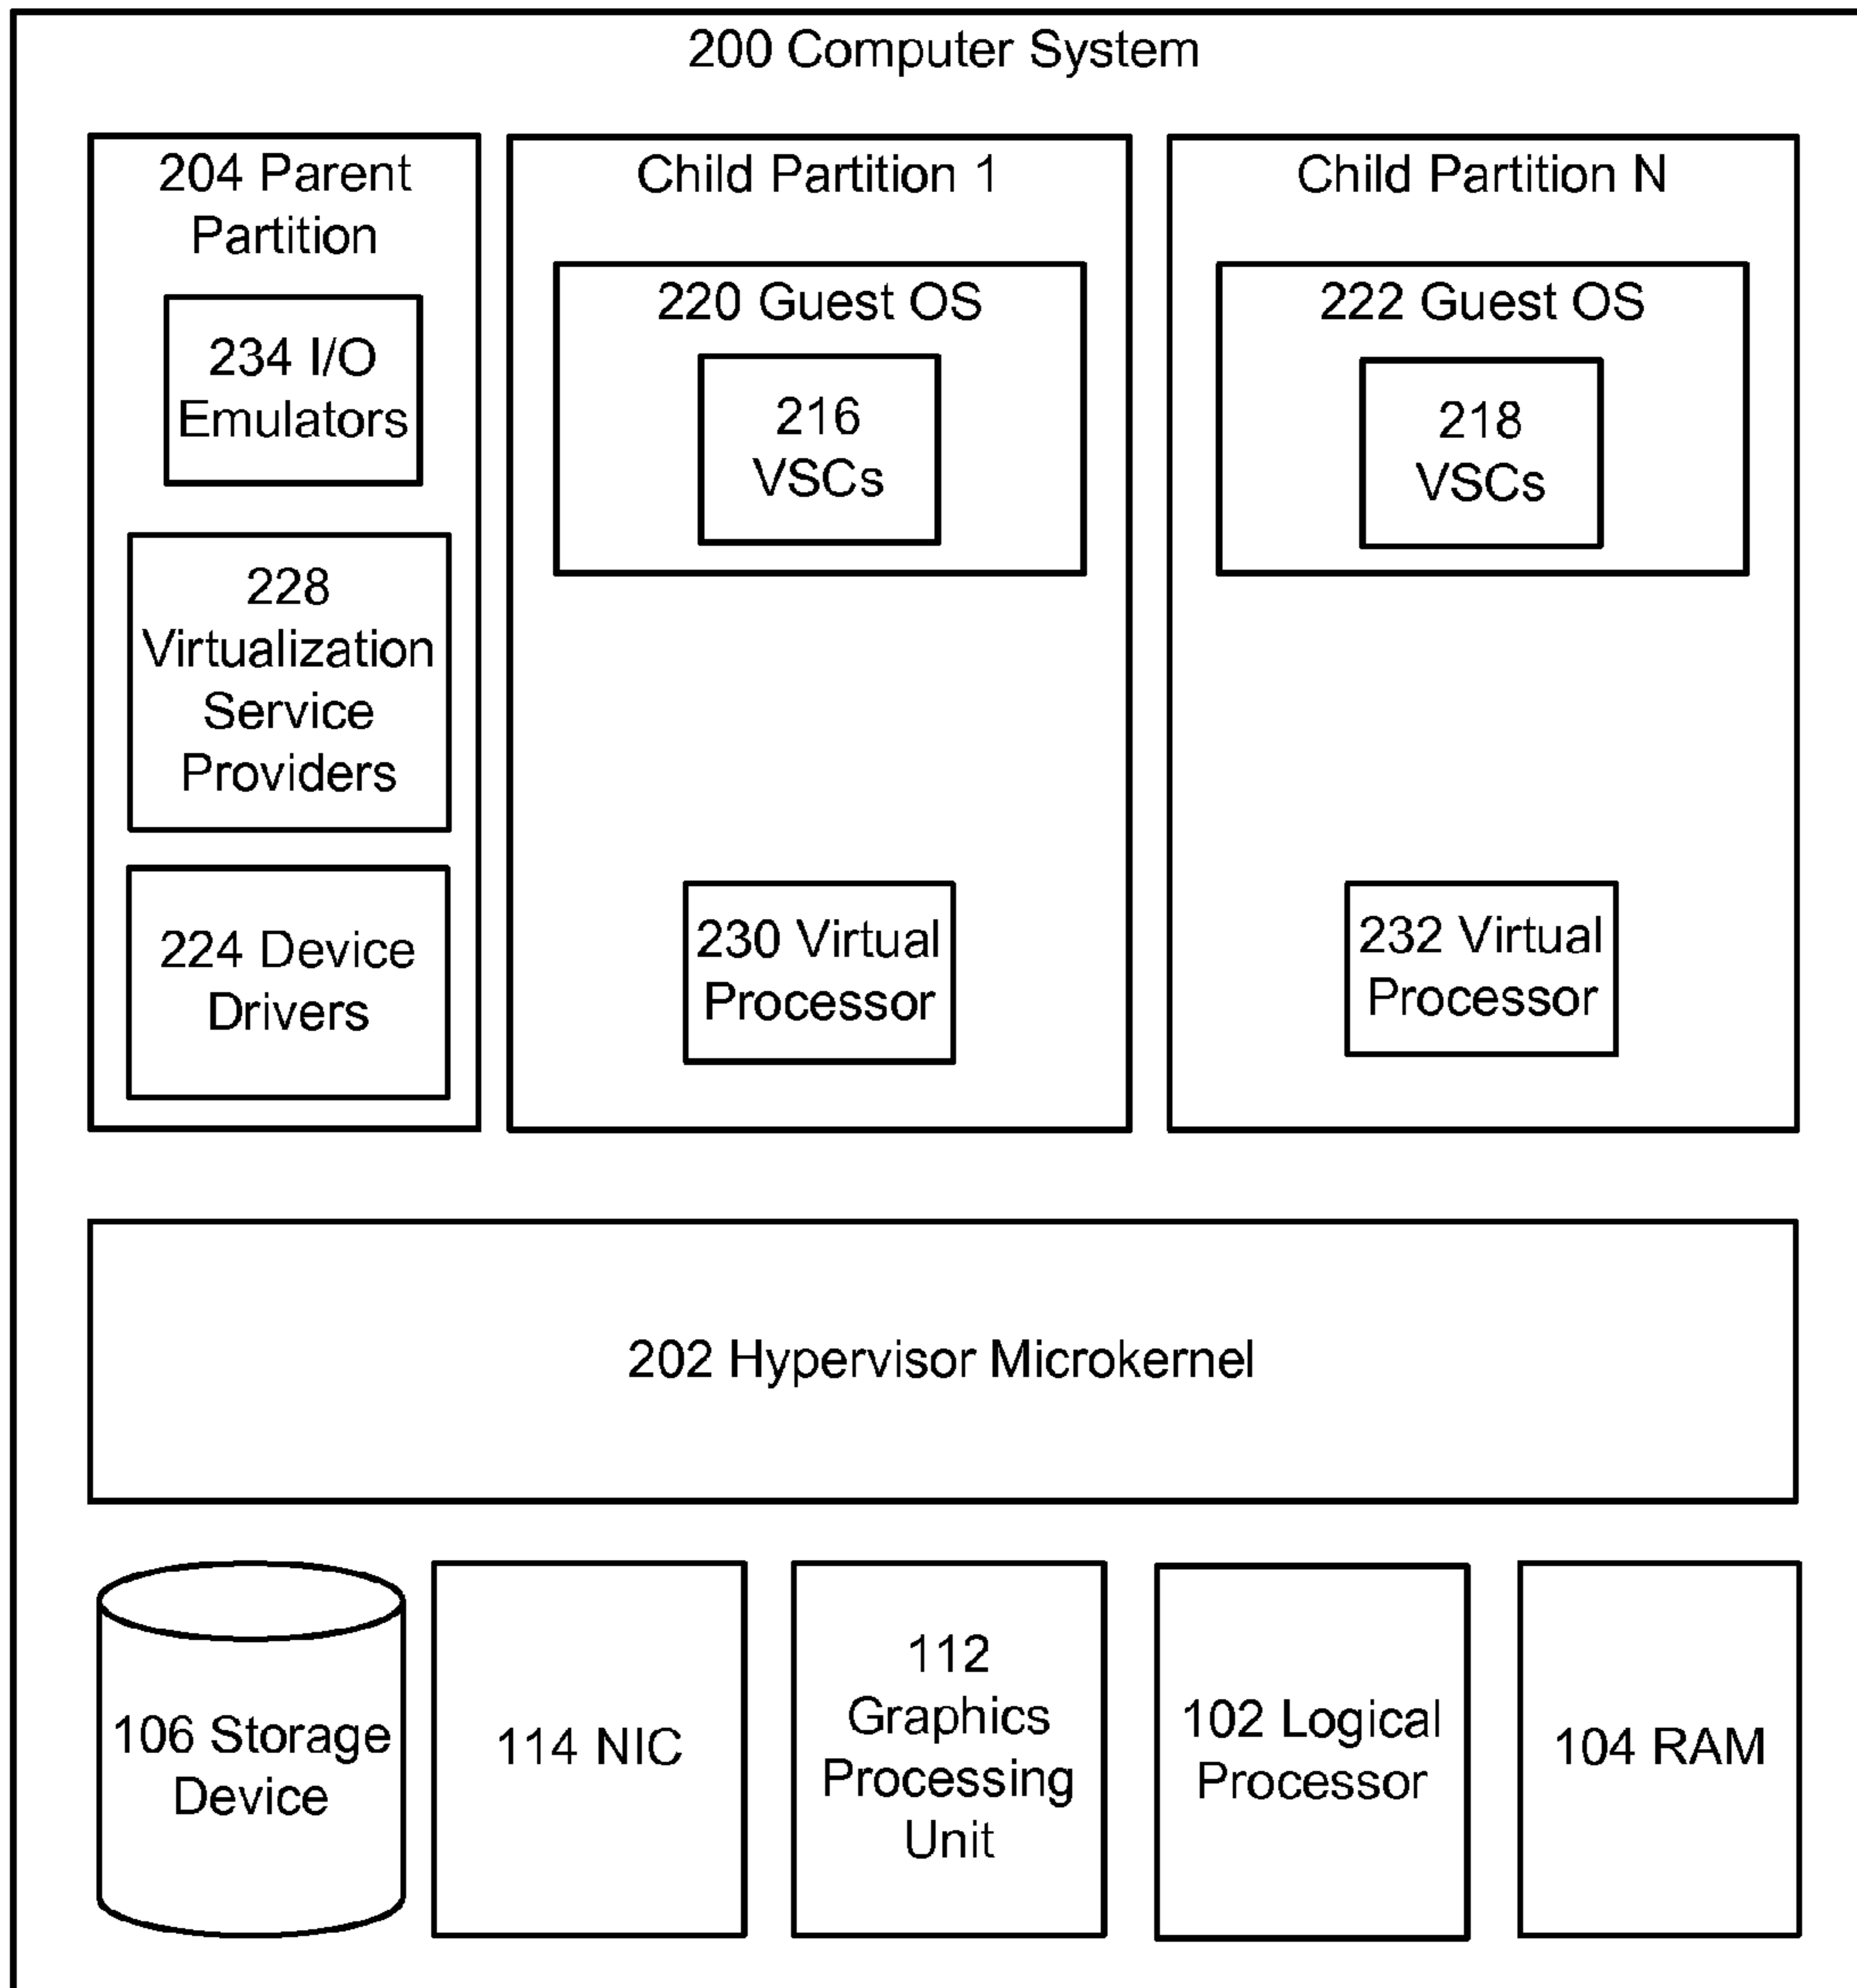 200 Computer System
204 Parent
Partition
234 I/O
Emulators
228
Virtualization
Service
Providers
224 Device
Drivers
Child Partition 1
220 Guest OS
216
VSCs
230 Virtual
Processor
Child Partition N
222 Guest OS
218
VSCs
232 Virtual
Processor
202 Hypervisor Microkernel
106 Storage
Device
114 NIC
112
Graphics
Processing
Unit
102 Logical
Processor
104 RAM